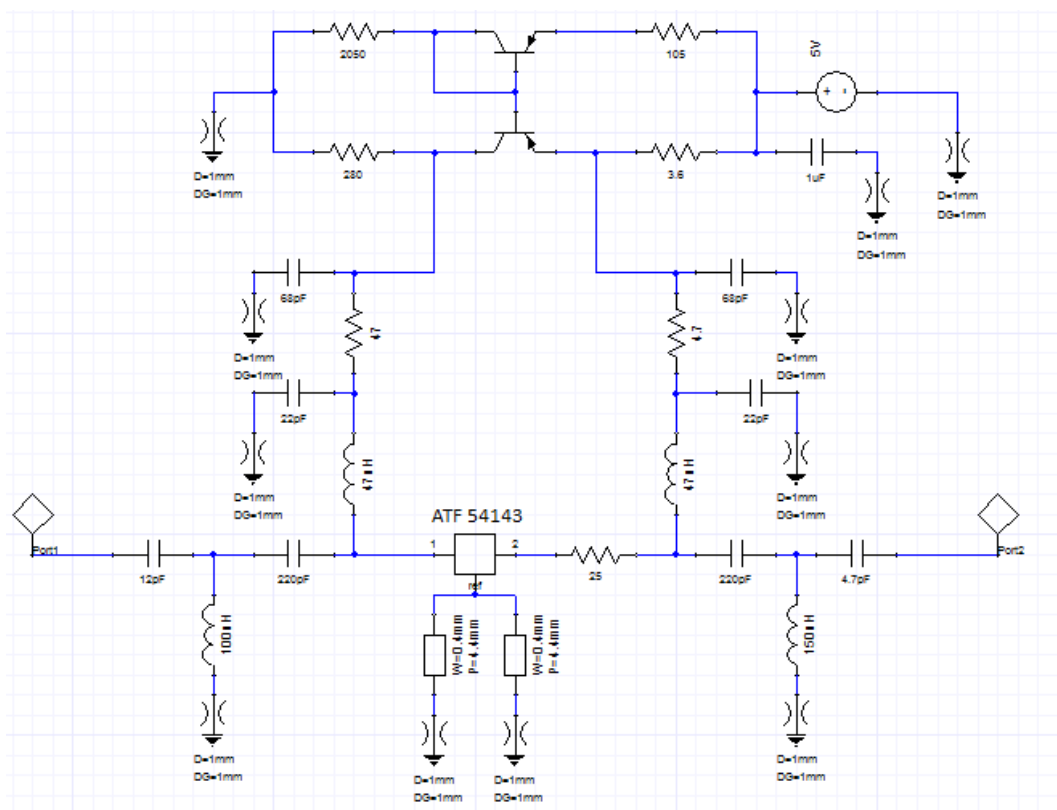 2050
105
5V
+ -
280
3.6
1uF
D=1mm
DG=1mm
D=1mm
DG=1mm
D=1mm
DG=1mm
68pF
68pF
47
4.7
D=1mm
DG=1mm
D=1mm
DG=1mm
22pF
22pF
47nH
47nH
D=1mm
DG=1mm
D=1mm
DG=1mm
ATF 54143
1
2
Port1
Port2
12pF
220pF
ref
25
220pF
4.7pF
100nH
W=0.4mm
P=4.4mm
W=0.4mm
P=4.4mm
150nH
D=1mm
DG=1mm
D=1mm
DG=1mm
D=1mm
DG=1mm
D=1mm
DG=1mm